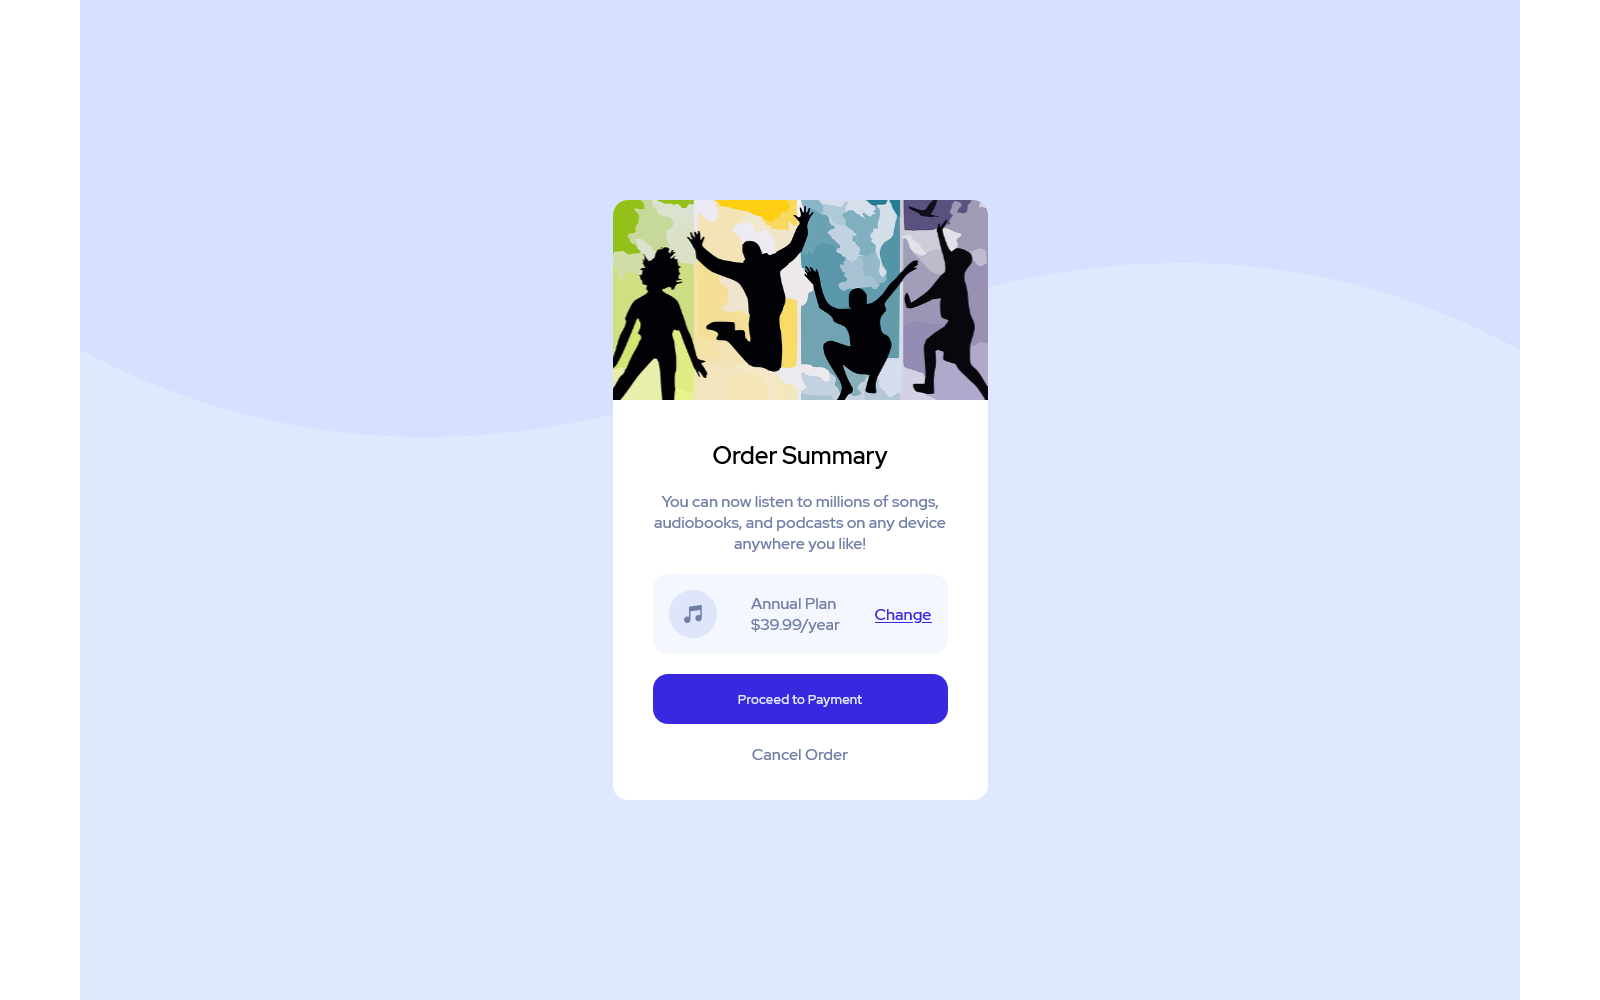 Order Summary
You can now listen to millions of songs,
audiobooks, and podcasts on any device
anywhere you like!
Annual Plan
$39.99/year
Change
Proceed to Payment
Cancel Order